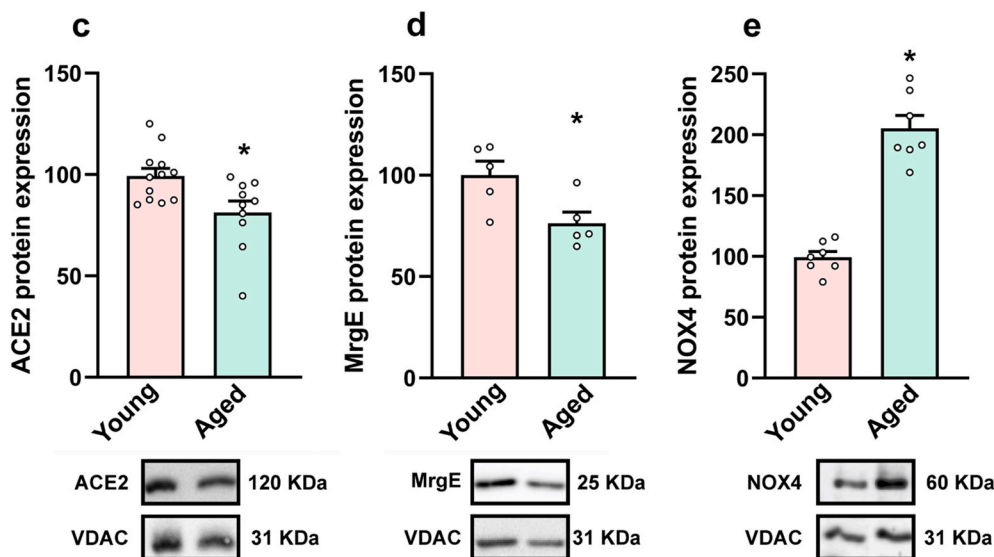 c
ACE2 protein expression
150
100
50
0
*
Young
Aged
ACE2
120 KDa
VDAC
31 KDa
d
MrgE protein expression
150
100
50
0
*
Young
Aged
MrgE
25 KDa
VDAC
31 KDa
e
NOX4 protein expression
250
200
150
100
50
0
*
Young
Aged
NOX4
60 KDa
VDAC
31 KDa